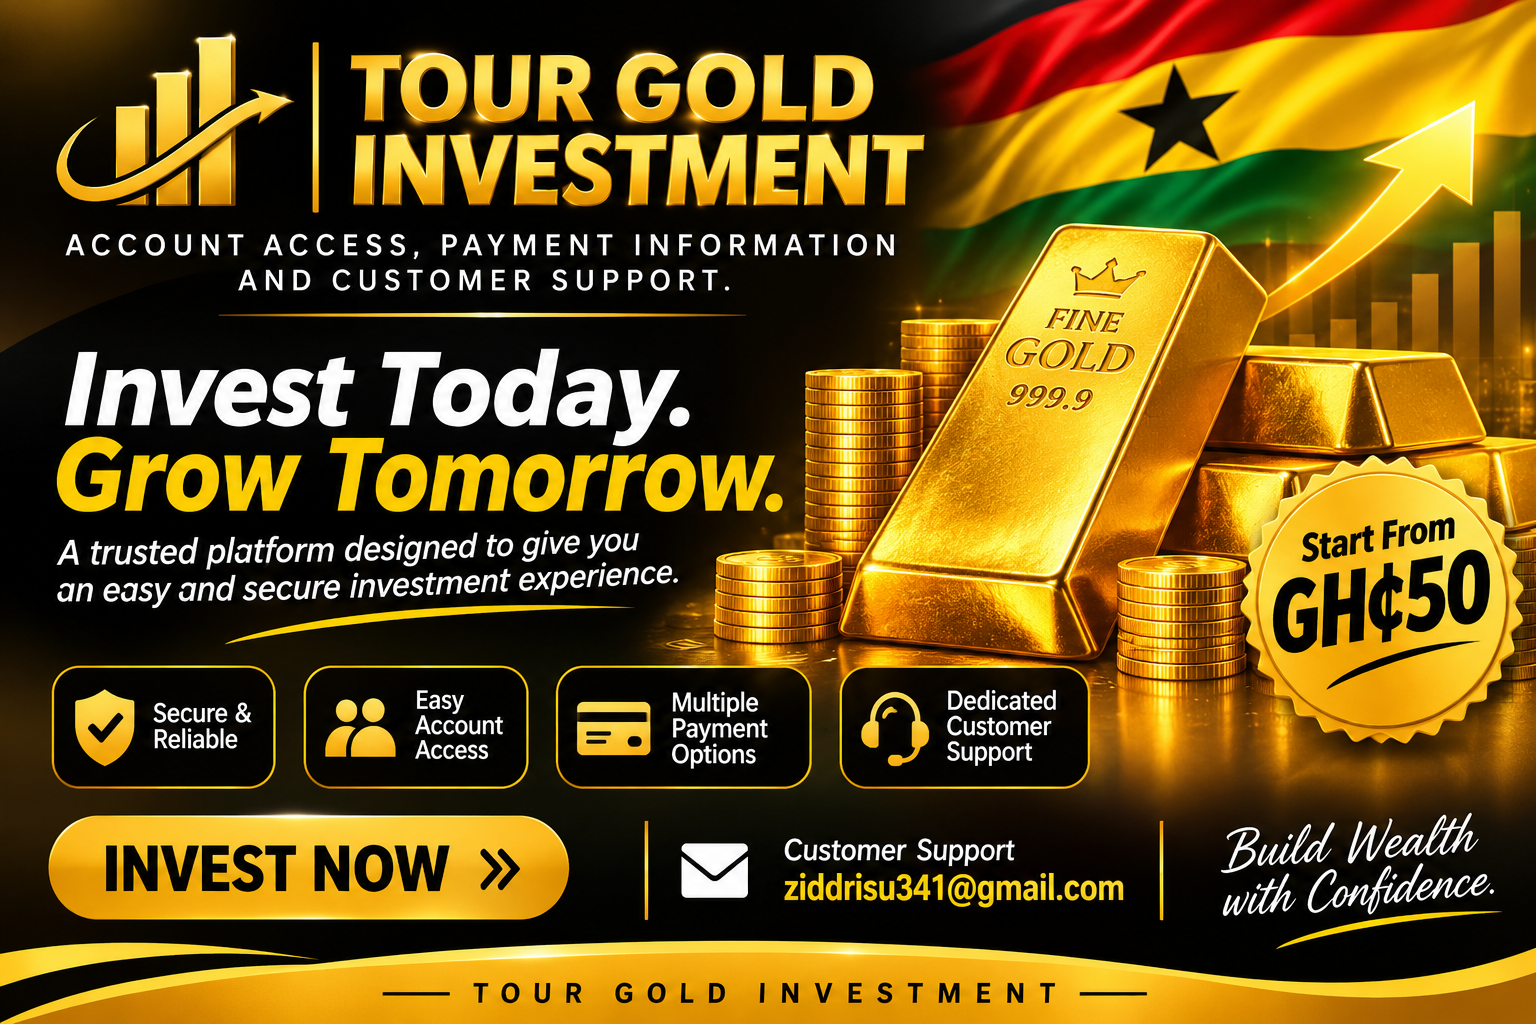 TOUR GOLD
INVESTMENT
ACCOUNT ACCESS, PAYMENT INFORMATION
AND CUSTOMER SUPPORT.
Invest Today.
Grow Tomorrow.
A trusted platform designed to give you
an easy and secure investment experience.
FINE
GOLD
999.9
Start From
GH₵50
Secure &
Reliable
Easy
Account
Access
Multiple
Payment
Options
Dedicated
Customer
Support
INVEST NOW »
Customer Support
ziddrisu341@gmail.com
Build Wealth
with Confidence.
TOUR GOLD INVESTMENT